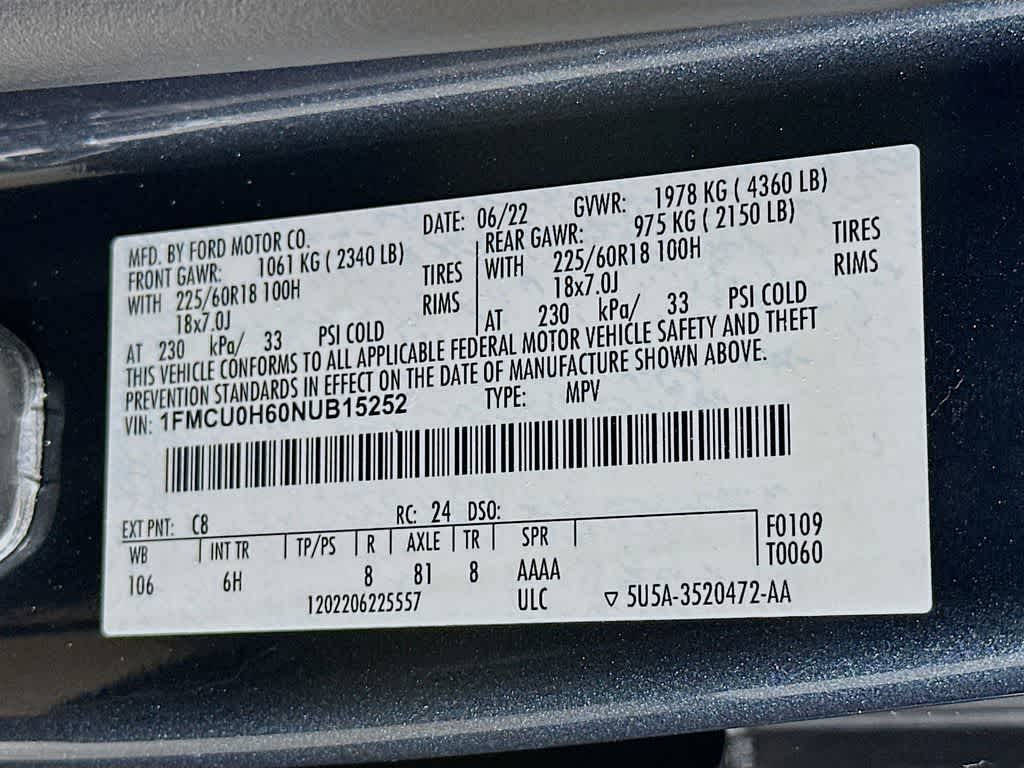 MFD. BY FORD MOTOR CO. DATE: 06/22 GVWR: 1978 KG ( 4360 LB)
FRONT GAWR: 1061 KG ( 2340 LB) REAR GAWR: 975 KG ( 2150 LB)
WITH 225/60R18 100H TIRES WITH 225/60R18 100H TIRES
18x7.0J RIMS 18x7.0J RIMS
AT 230 kPa/ 33 PSI COLD AT 230 kPa/ 33 PSI COLD
THIS VEHICLE CONFORMS TO ALL APPLICABLE FEDERAL MOTOR VEHICLE SAFETY AND THEFT
PREVENTION STANDARDS IN EFFECT ON THE DATE OF MANUFACTURE SHOWN ABOVE.
VIN: 1FMCU0H60NUB15252 TYPE: MPV
EXT PNT: C8 RC: 24 DSO:
WB INT TR TP/PS R AXLE TR SPR F0109
T0060
106 6H 8 81 8 AAAA
1202206225557 ULC ▽ 5U5A-3520472-AA